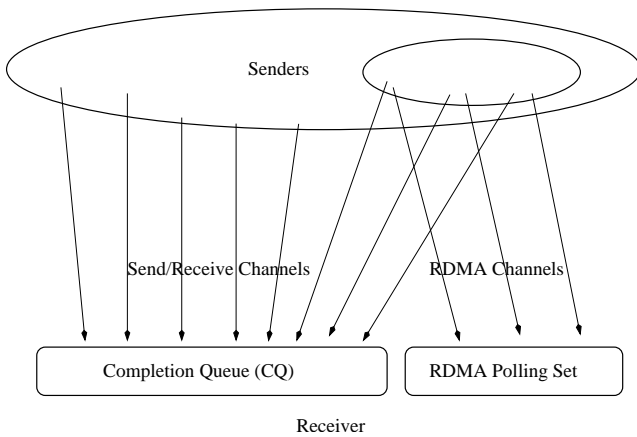 Senders
Send/Receive Channels
RDMA Channels
Completion Queue (CQ)
RDMA Polling Set
Receiver